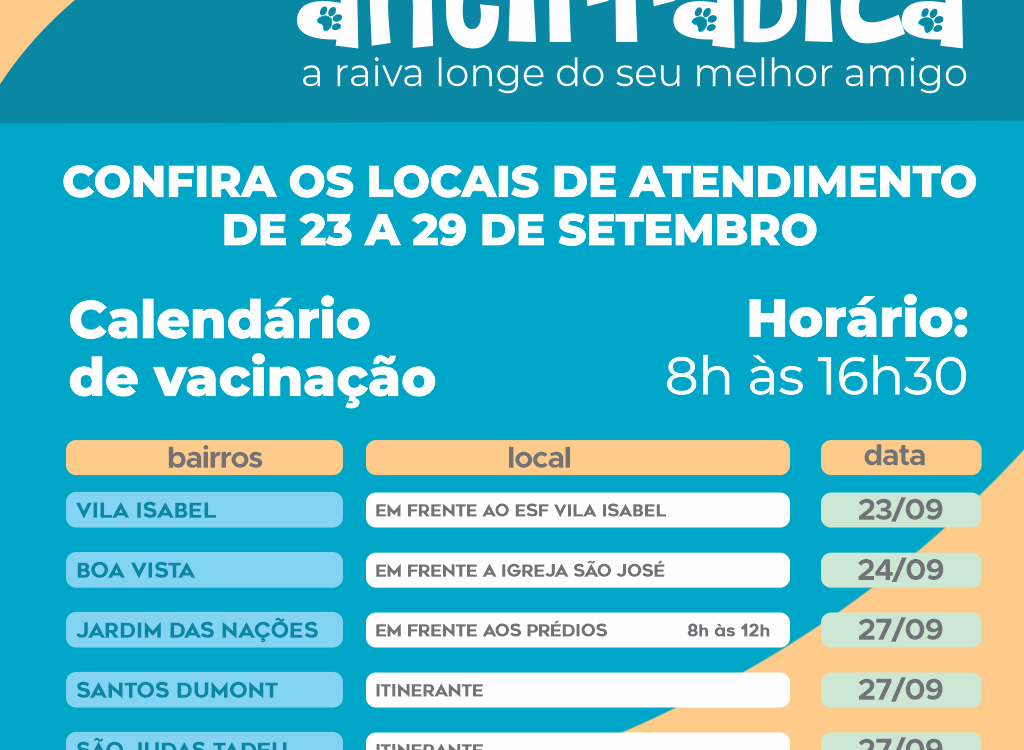 antirrábica
a raiva longe do seu melhor amigo
CONFIRA OS LOCAIS DE ATENDIMENTO
DE 23 A 29 DE SETEMBRO
Calendário
de vacinação
Horário:
8h às 16h30
bairros local data
VILA ISABEL EM FRENTE AO ESF VILA ISABEL 23/09
BOA VISTA EM FRENTE A IGREJA SÃO JOSÉ 24/09
JARDIM DAS NAÇÕES EM FRENTE AOS PRÉDIOS 8h às 12h 27/09
SANTOS DUMONT ITINERANTE 27/09
SÃO JUDAS TADEU ITINERANTE 27/09